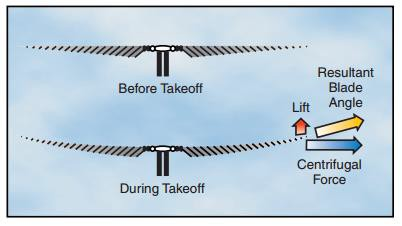 Before Takeoff
Resultant
Blade
Angle
Lift
During Takeoff
Centrifugal
Force